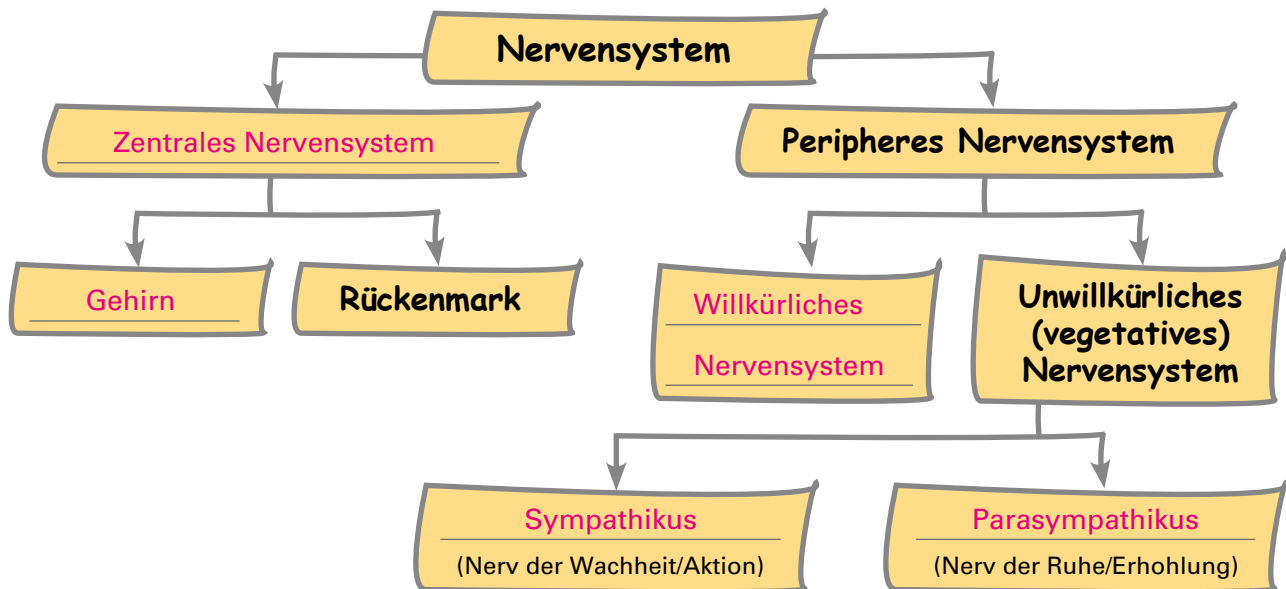 Nervensystem
Zentrales Nervensystem
Peripheres Nervensystem
Gehirn
Rückenmark
Willkürliches
Nervensystem
Unwillkürliches
(vegetatives)
Nervensystem
Sympathikus
(Nerv der Wachheit/Aktion)
Parasympathikus
(Nerv der Ruhe/Erhohlung)